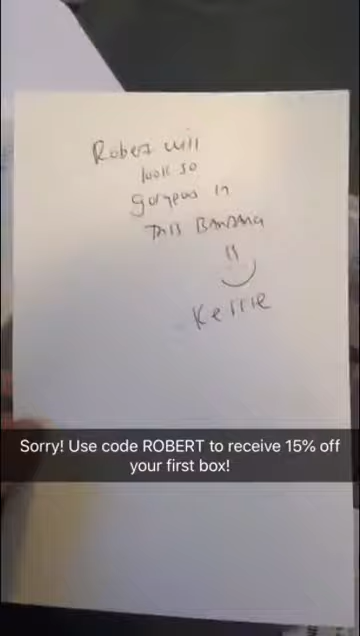 Robert will
look so
gorgeous in
This BANDANA
Kellie
Sorry! Use code ROBERT to receive 15% off
your first box!